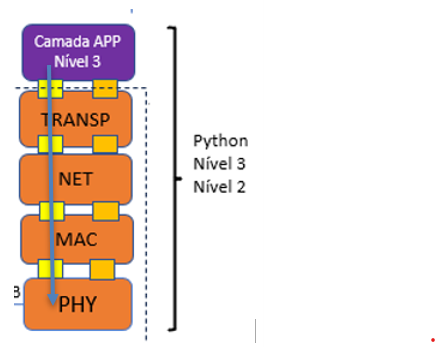 Camada APP
Nível 3
TRANSP
NET
MAC
B
PHY
Python
Nível 3
Nível 2